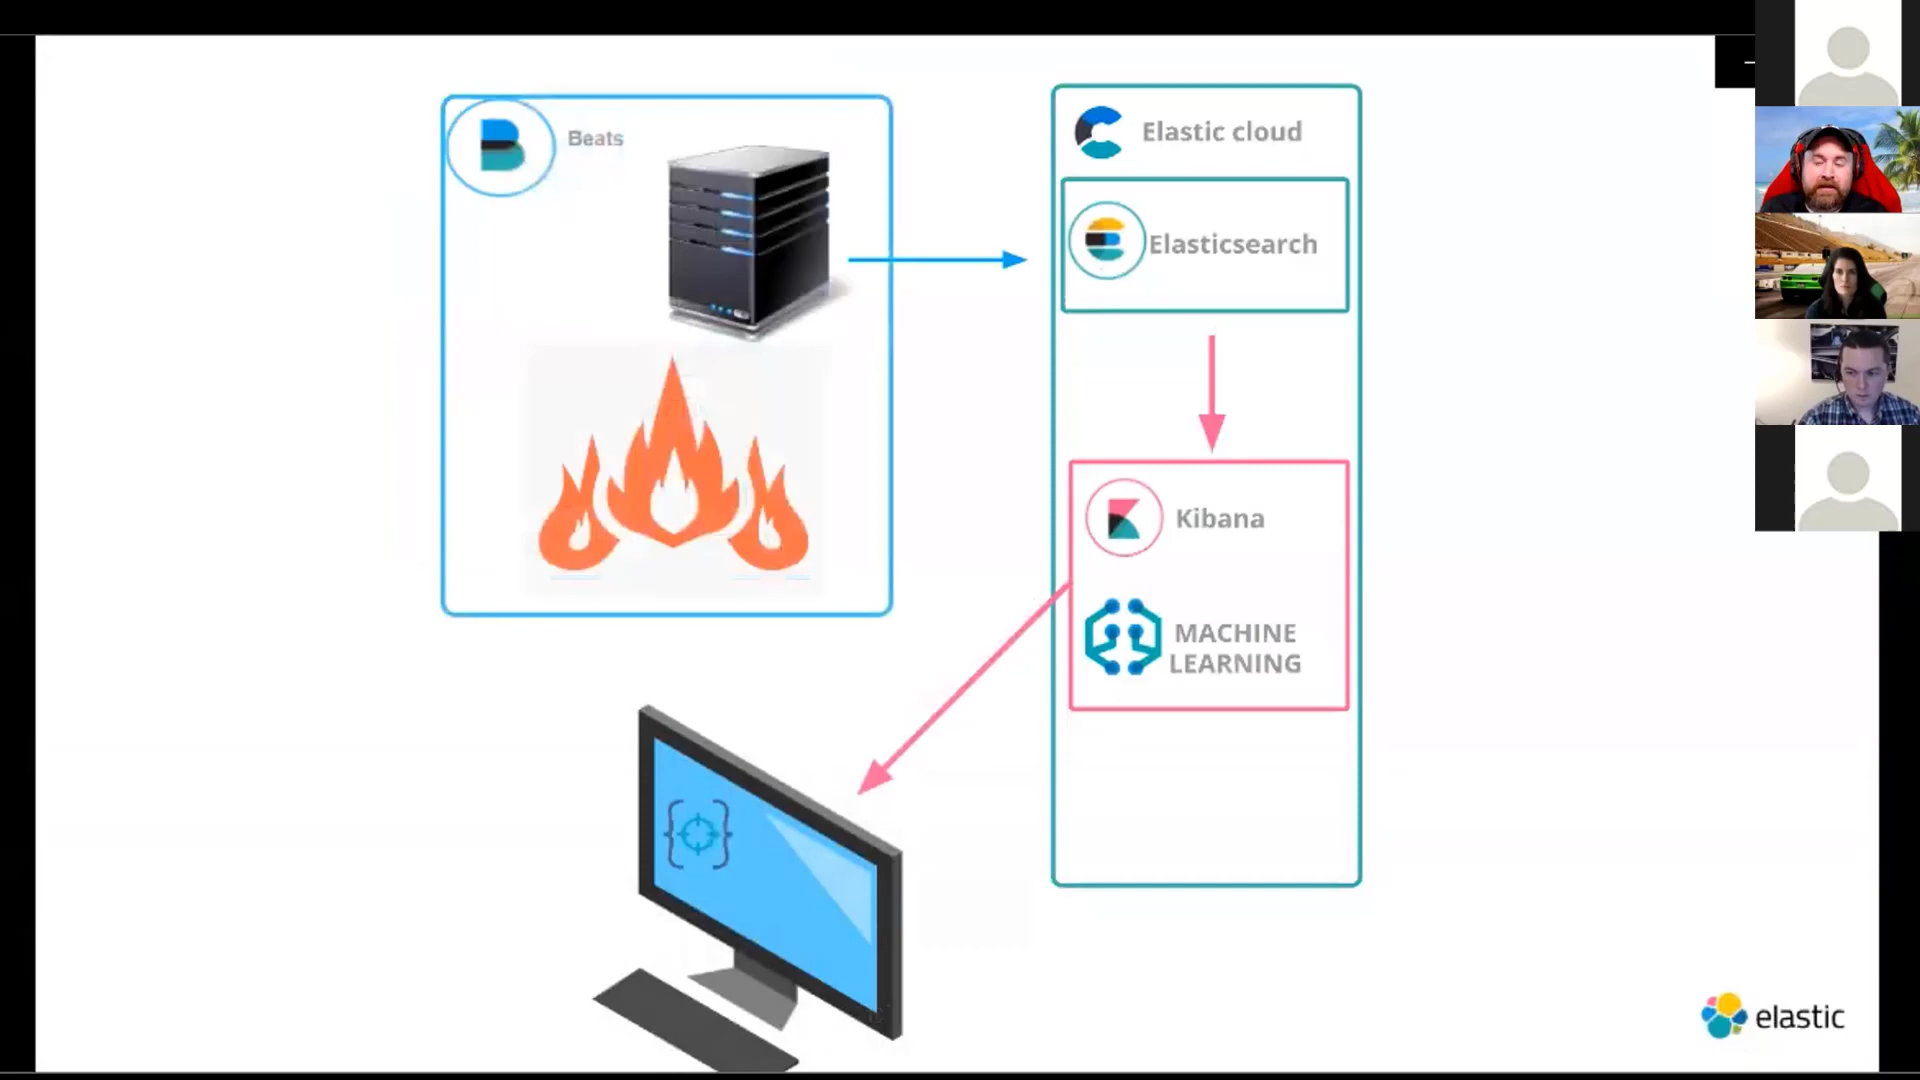 Beats
Elastic cloud
Elasticsearch
Kibana
MACHINE
LEARNING
elastic